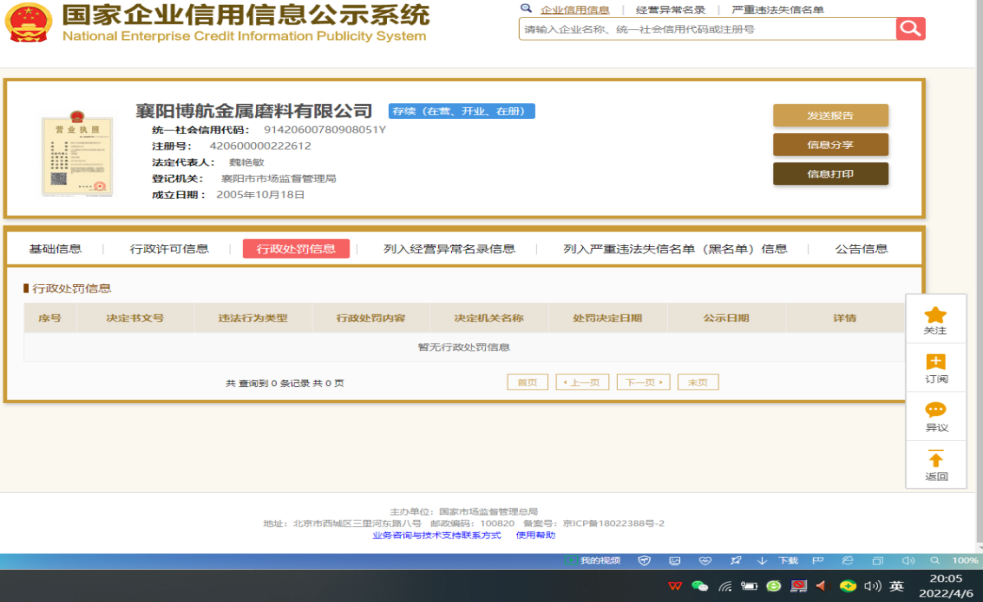 国家企业信用信息公示系统
National Enterprise Credit Information Publicity System
企业信用信息 | 经营异常名录 | 严重违法失信名单
请输入企业名称、统一社会信用代码或注册号
营业执照
襄阳博航金属磨料有限公司 存续（在营、开业、在册）
统一社会信用代码： 91420600780908051Y
注册号： 420600000222612
法定代表人： 魏艳敏
登记机关： 襄阳市市场监督管理局
成立日期： 2005年10月18日
发送报告
信息分享
信息打印
基础信息 | 行政许可信息 | 行政处罚信息 | 列入经营异常名录信息 | 列入严重违法失信名单（黑名单）信息 | 公告信息
行政处罚信息
序号 决定书文号 违法行为类型 行政处罚内容 决定机关名称 处罚决定日期 公示日期 详情
暂无行政处罚信息
共 查询到 0 条记录 共 0 页 首页 上一页 下一页 末页
关注
订阅
异议
返回
主办单位：国家市场监督管理总局
地址：北京市西城区三里河东路八号 邮政编码：100820 备案号：京ICP备18022388号-2
业务咨询与技术支持联系方式 使用帮助
我的视频 下载 100%
英 20:05
2022/4/6